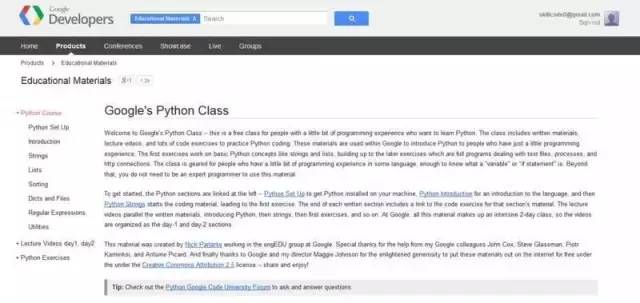 Google
Developers
Educational Materials
Search
Sign out
Home Products Conferences Showcase Live Groups
Products > Educational Materials
Educational Materials
Python Course
Python Set Up
Introduction
Strings
Lists
Sorting
Dicts and Files
Regular Expressions
Utilities
Lecture Videos day1, day2
Python Exercises
Google's Python Class
Welcome to Google's Python Class -- this is a free class for people with a little bit of programming experience who want to learn Python. The class includes written materials,
lecture videos, and lots of code exercises to practice Python coding. These materials are used within Google to introduce Python to people who have just a little programming
experience. The first exercises work on basic Python concepts like strings and lists, building up to the later exercises which are full programs dealing with text files, processes, and
http connections. The class is geared for people who have a little bit of programming experience in some language, enough to know what a "variable" or "if statement" is. Beyond
that, you do not need to be an expert programmer to use this material.
To get started, the Python sections are linked at the left -- Python Set Up to get Python installed on your machine, Python Introduction for an introduction to the language, and then
Python Strings starts the coding material, leading to the first exercise. The end of each written section includes a link to the code exercise for that section's material. The lecture
videos parallel the written materials, introducing Python, then strings, then first exercises, and so on. At Google, all this material makes up an intensive 2-day class, so the videos
are organized as the day-1 and day-2 sections.
This material was created by Nick Parlante working in the engEDU group at Google. Special thanks for the help from my Google colleagues John Cox, Steve Glassman, Piotr
Kaminski, and Antoine Picard. And finally thanks to Google and my director Maggie Johnson for the enlightened generosity to put these materials out on the internet for free
under the Creative Commons Attribution 2.5 license -- share and enjoy!
Tip: Check out the Python Google Code University Forum to ask and answer questions.